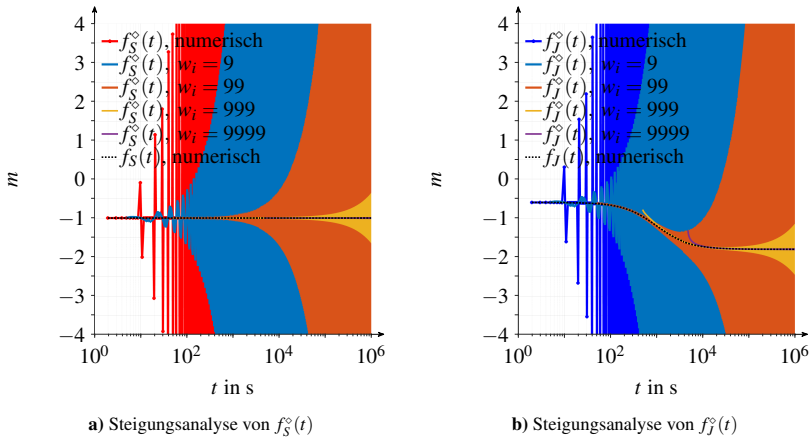 4
3
2
1
0
−1
−2
−3
−4
m
f_S^⋄(t), numerisch
f_S^⋄(t), w_i = 9
f_S^⋄(t), w_i = 99
f_S^⋄(t), w_i = 999
f_S^⋄(t), w_i = 9999
f_S(t), numerisch
10^0 10^2 10^4 10^6
t in s
a) Steigungsanalyse von f_S^⋄(t)
4
3
2
1
0
−1
−2
−3
−4
m
f_J^⋄(t), numerisch
f_J^⋄(t), w_i = 9
f_J^⋄(t), w_i = 99
f_J^⋄(t), w_i = 999
f_J^⋄(t), w_i = 9999
f_J(t), numerisch
10^0 10^2 10^4 10^6
t in s
b) Steigungsanalyse von f_J^⋄(t)